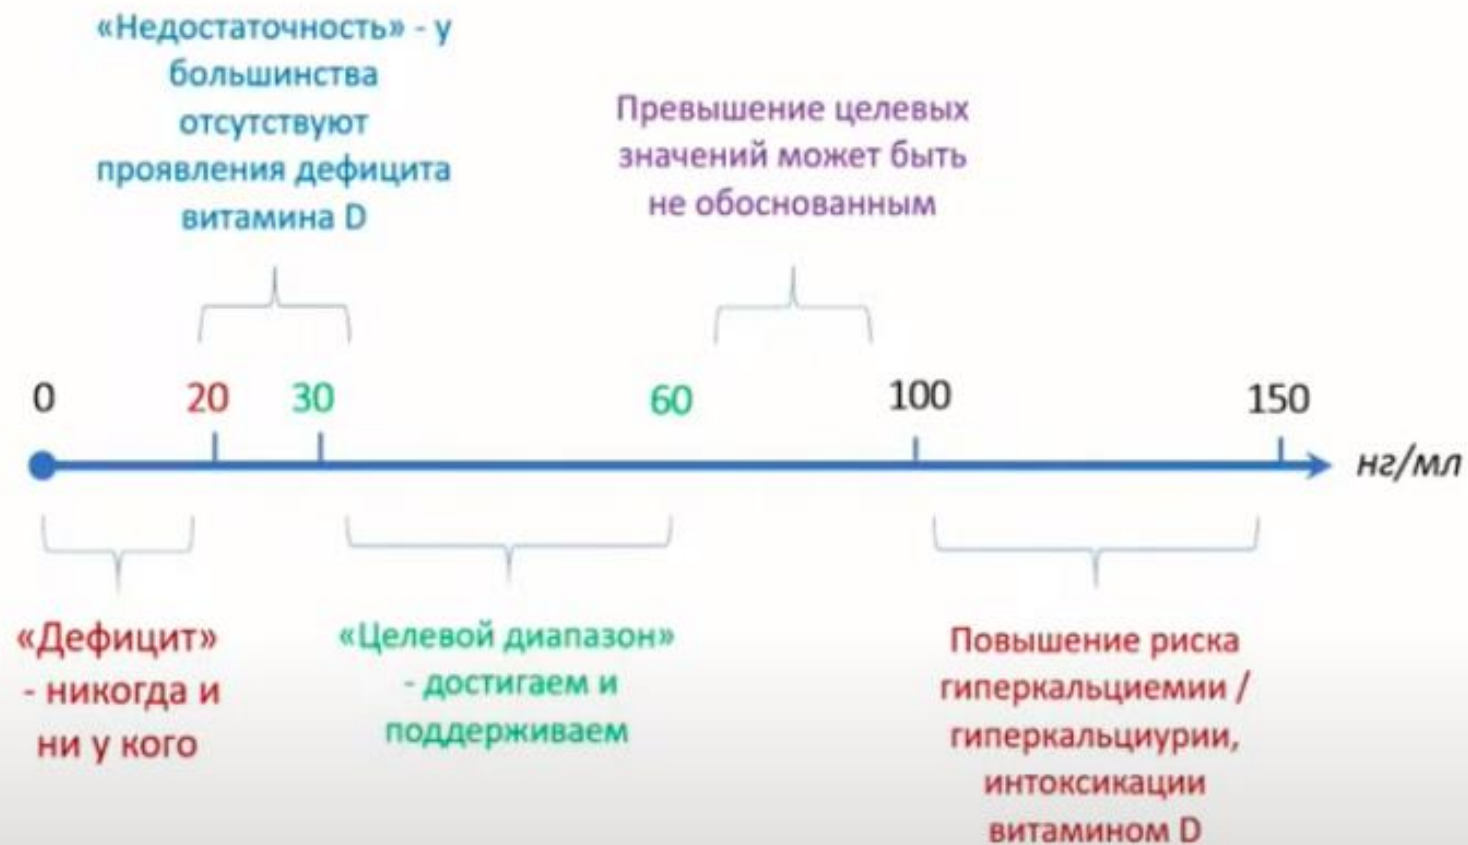 «Недостаточность» - у
большинства
отсутствуют
проявления дефицита
витамина D
Превышение целевых
значений может быть
не обоснованным
0 20 30 60 100 150
нг/мл
«Дефицит»
- никогда и
ни у кого
«Целевой диапазон»
- достигаем и
поддерживаем
Повышение риска
гиперкальциемии /
гиперкальциурии,
интоксикации
витамином D